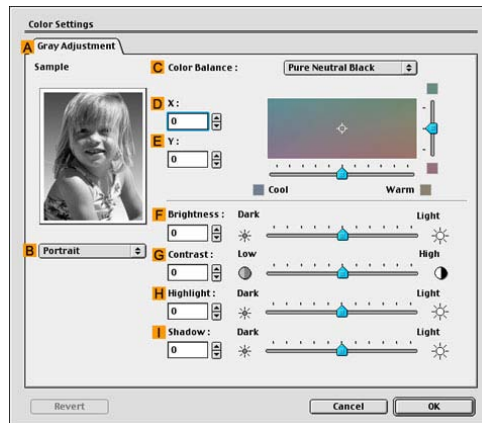 Color Settings
A Gray Adjustment
Sample
C Color Balance : Pure Neutral Black
D X :
0
E Y :
0
Cool Warm
F Brightness : Dark Light
0
B Portrait
G Contrast : Low High
0
H Highlight : Dark Light
0
I Shadow : Dark Light
0
Revert Cancel OK